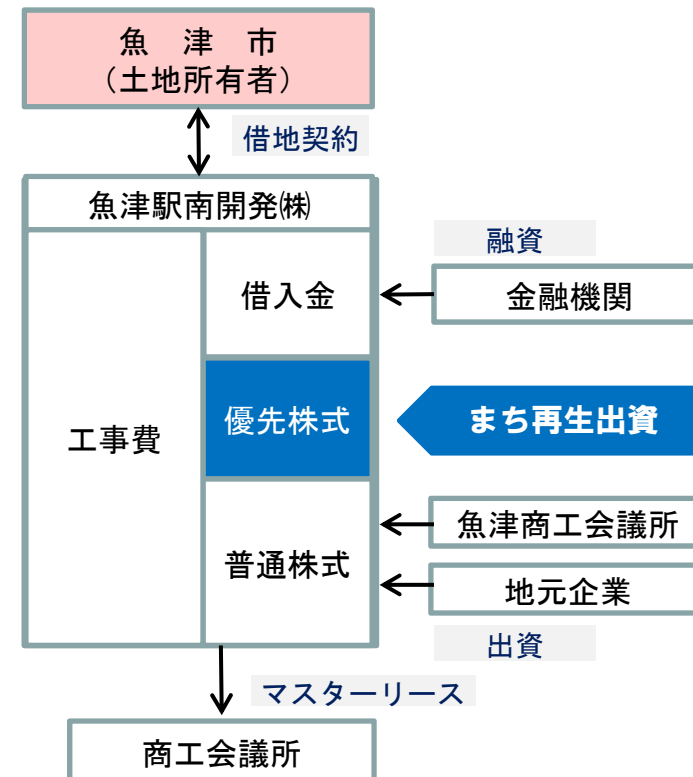 魚　津　市
（土地所有者）
借地契約
魚津駅南開発㈱
融資
借入金
金融機関
工事費
優先株式
まち再生出資
魚津商工会議所
普通株式
地元企業
出資
マスターリース
商工会議所